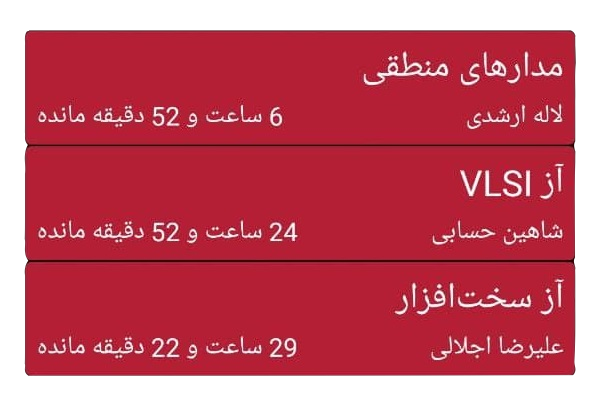 مدارهای منطقی
لاله ارشدی 6 ساعت و 52 دقیقه مانده
آز VLSI
شاهین حسابی 24 ساعت و 52 دقیقه مانده
آز سخت‌افزار
علیرضا اجلالی 29 ساعت و 22 دقیقه مانده